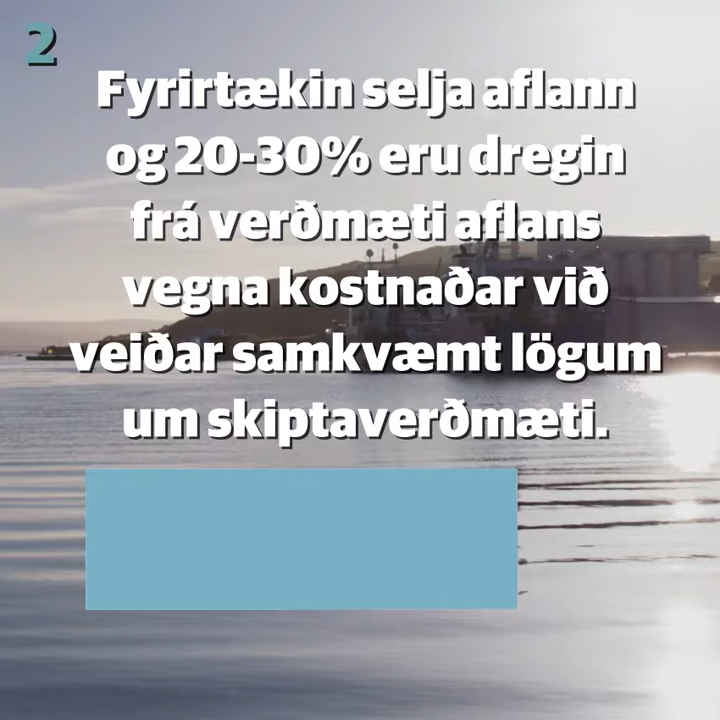 2
Fyrirtækin selja aflann
og 20-30% eru dregin
frá verðmæti aflans
vegna kostnaðar við
veiðar samkvæmt lögum
um skiptaverðmæti.